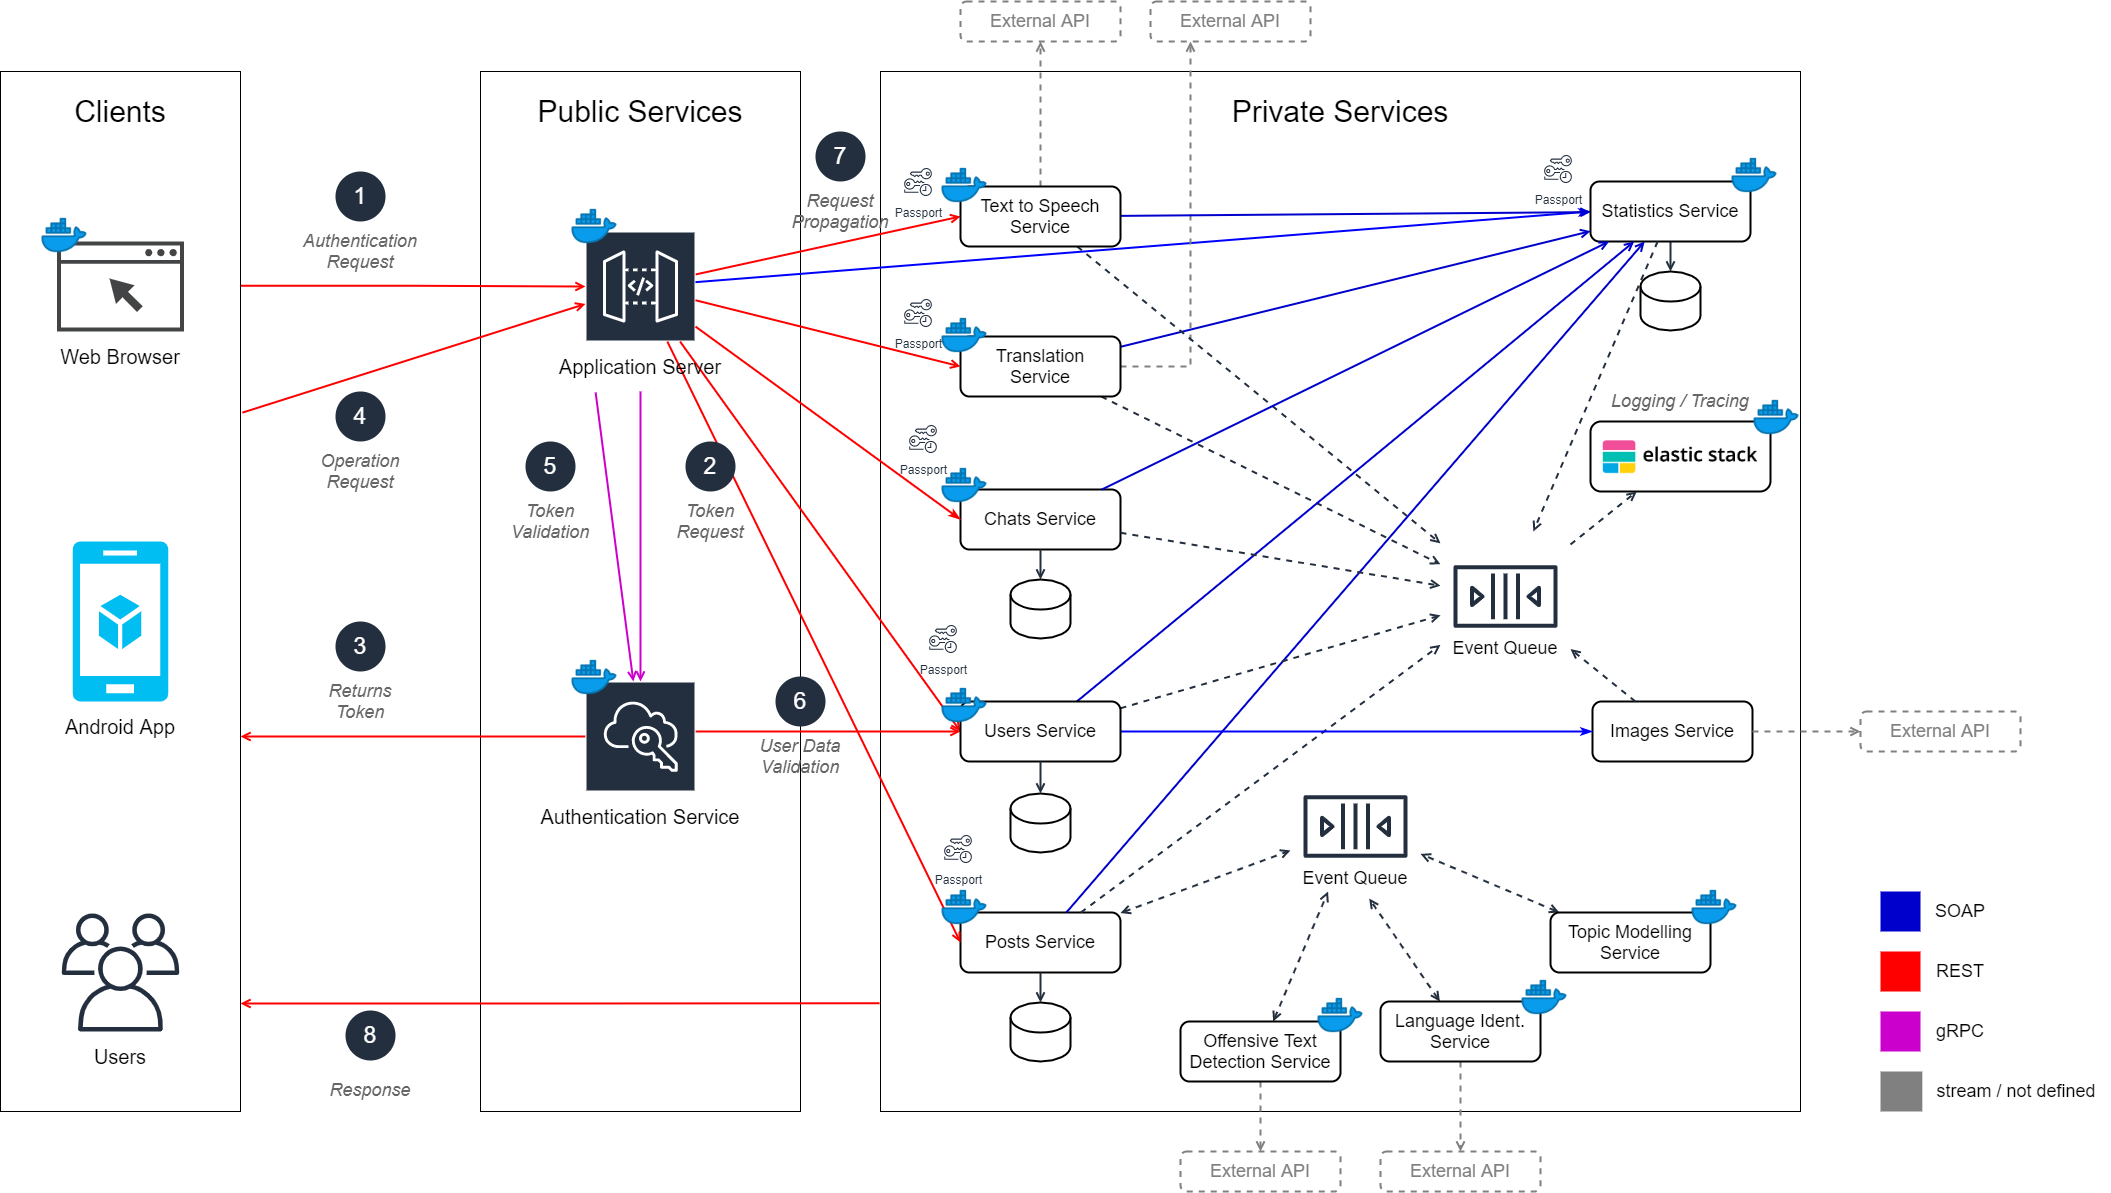 External API
External API
Clients
Public Services
Private Services
1
Authentication
Request
Web Browser
4
Operation
Request
Android App
3
Returns
Token
Users
8
Response
</>
Application Server
5
Token
Validation
2
Token
Request
Authentication Service
6
User Data
Validation
7
Request
Propagation
Passport
Text to Speech
Service
Passport
Translation
Service
Passport
Chats Service
Passport
Users Service
Passport
Posts Service
Passport
Statistics Service
Logging / Tracing
elastic stack
Event Queue
Images Service
External API
Event Queue
Topic Modelling
Service
Language Ident.
Service
Offensive Text
Detection Service
External API
External API
SOAP
REST
gRPC
stream / not defined